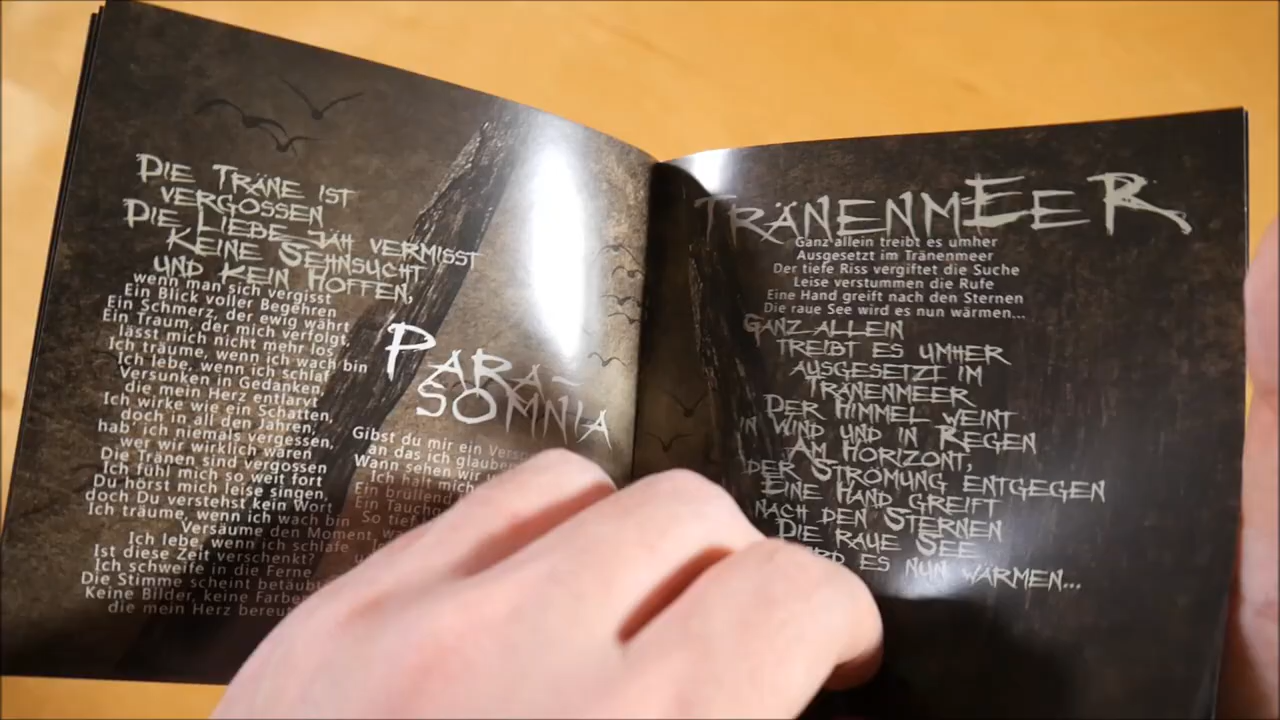 DIE TRÄNE IST
VERGOSSEN
DIE LIEBE JÄH VERMISST
KEINE SEHNSUCHT
UND KEIN HOFFEN,
wenn man sich vergisst
Ein Blick voller Begehren
Ein Schmerz, der ewig währt
Ein Traum, der mich verfolgt,
lässt mich nicht mehr los
Ich träume, wenn ich wach bin
Ich lebe, wenn ich schlaf
Versunken in Gedanken,
die mein Herz entlarvt
Ich wirke wie ein Schatten,
doch in all den Jahren,
hab' ich niemals vergessen,
wer wir wirklich waren
Die Tränen sind vergossen
Ich fühl mich so weit fort
Du hörst mich leise singen,
doch Du verstehst kein Wort
Ich träume, wenn ich wach bin
Versäume den Moment,
Ich lebe, wenn ich schlafe
Ist diese Zeit verschenkt?
Ich schweife in die Ferne
Die Stimme scheint betäubt
Keine Bilder, keine Farben
die mein Herz
PARA-
SOMNIA
Gibst du mir ein
an das ich
Wann sehen wir
Ich halt mich
Ein brüllend
Ein
So tief
TRÄNENMEER
Ganz allein treibt es umher
Ausgesetzt im Tränenmeer
Der tiefe Riss vergiftet die Suche
Leise verstummen die Rufe
Eine Hand greift nach den Sternen
Die raue See wird es nun wärmen...
GANZ ALLEIN
TREIBT ES UMHER
AUSGESETZT IM
TRÄNENMEER
DER HIMMEL WEINT
IN WIND UND IN REGEN
AM HORIZONT,
DER STRÖMUNG ENTGEGEN
EINE HAND GREIFT
NACH DEN STERNEN
DIE RAUE SEE
ES NUN WÄRMEN...